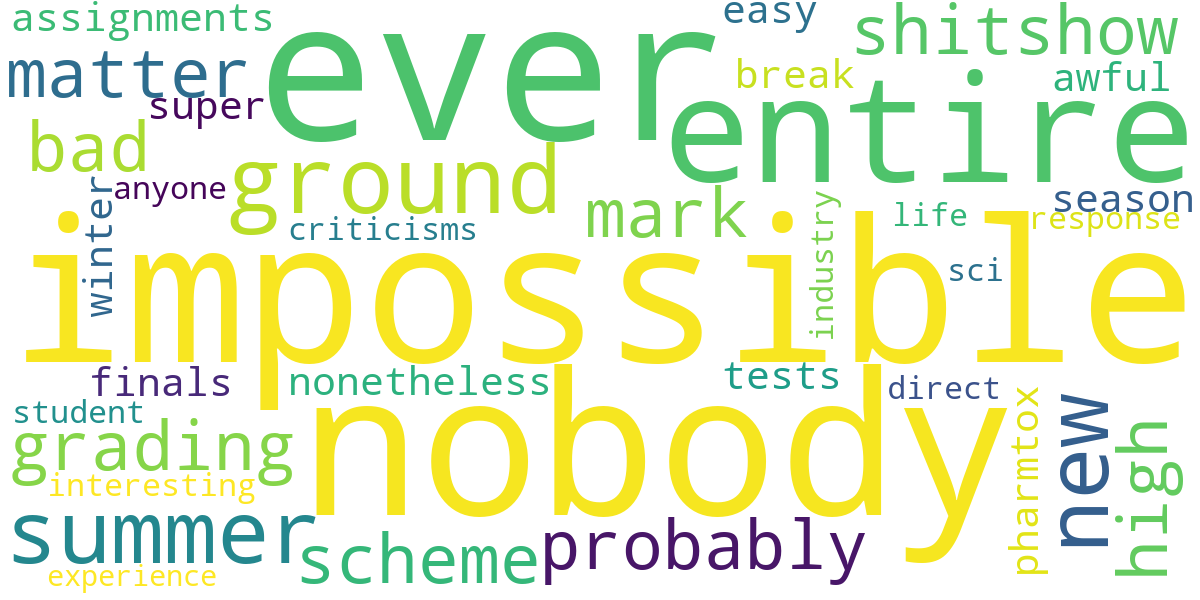 assignments
ever
easy
shitshow
matter
super
break
awful
entire
bad
ground
anyone
winter
criticisms
mark
industry
life
season
response
impossible
sci
finals
nonetheless
tests
direct
student
grading
nobody
pharmtox
new
high
interesting
summer
scheme
probably
experience